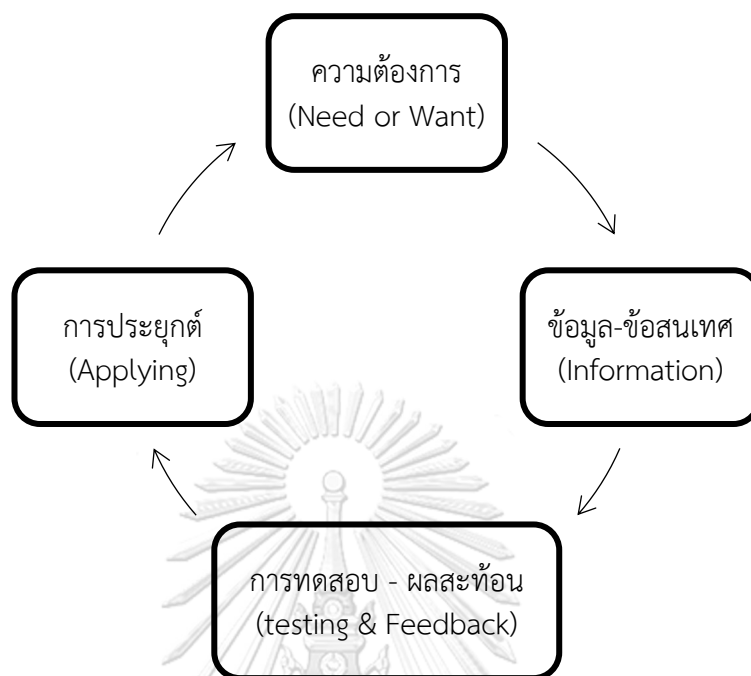 ความต้องการ
(Need or Want)
ข้อมูล-ข้อสนเทศ
(Information)
การทดสอบ - ผลสะท้อน
(testing & Feedback)
การประยุกต์
(Applying)